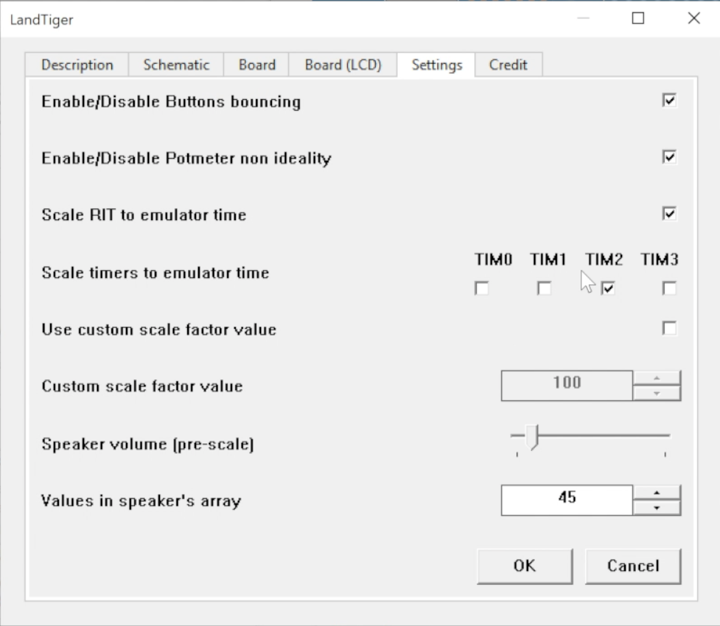 LandTiger
Description Schematic Board Board (LCD) Settings Credit
Enable/Disable Buttons bouncing
Enable/Disable Potmeter non ideality
Scale RIT to emulator time
TIM0 TIM1 TIM2 TIM3
Scale timers to emulator time
Use custom scale factor value
Custom scale factor value 100
Speaker volume (pre-scale)
Values in speaker's array 45
OK Cancel